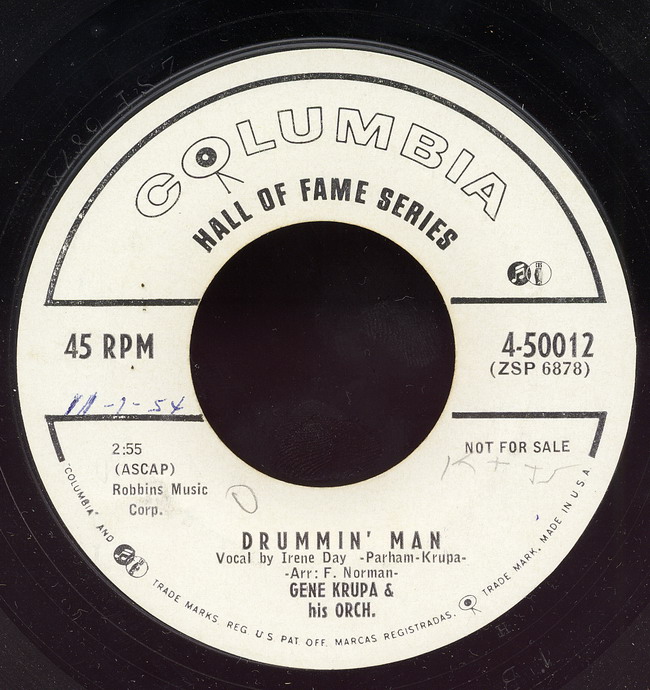 COLUMBIA
HALL OF FAME SERIES
45 RPM
4-50012
(ZSP 6878)
11-1-54
2:55
(ASCAP)
Robbins Music
Corp.
NOT FOR SALE
DRUMMIN' MAN
Vocal by Irene Day -Parham-Krupa-
-Arr: F. Norman-
GENE KRUPA &
his ORCH.
"COLUMBIA" AND TRADE MARKS REG. U S PAT. OFF. MARCAS REGISTRADAS. TRADE MARK. MADE IN U.S.A.